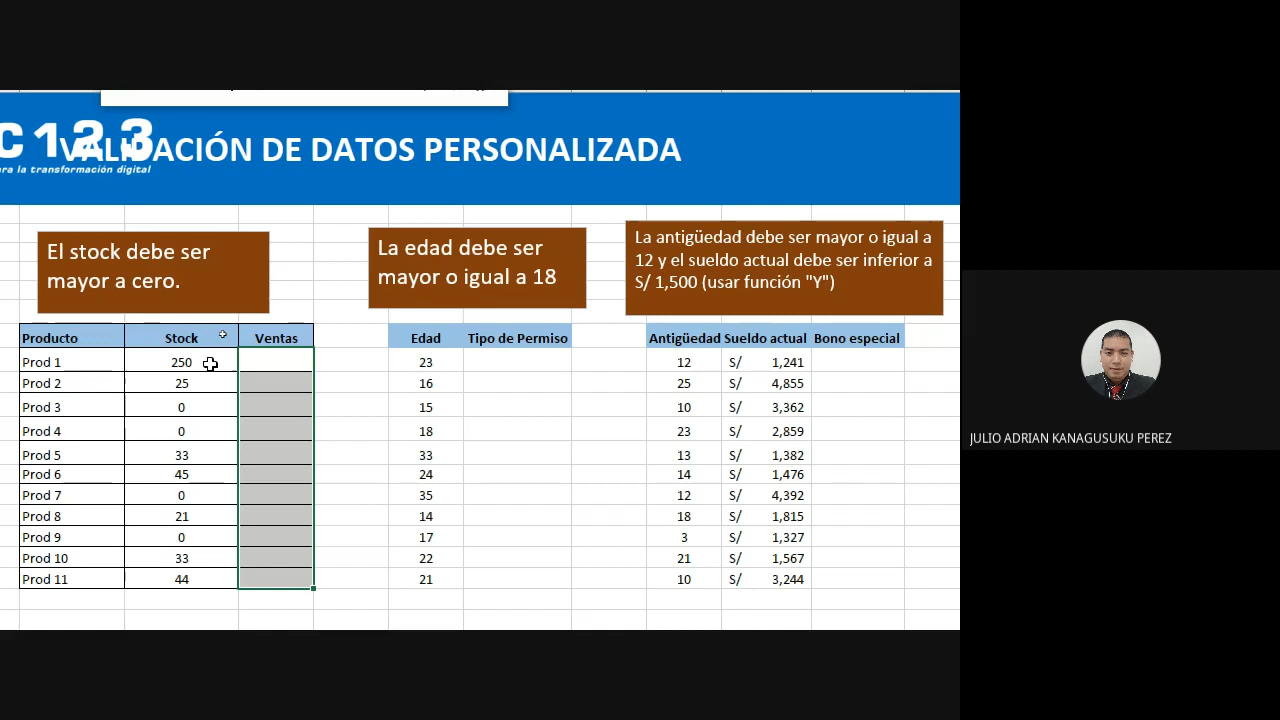 C123
ara la transformación digital
VALIDACIÓN DE DATOS PERSONALIZADA
El stock debe ser
mayor a cero.
La edad debe ser
mayor o igual a 18
La antigüedad debe ser mayor o igual a
12 y el sueldo actual debe ser inferior a
S/ 1,500 (usar función "Y")
Producto Stock Ventas
Prod 1 250
Prod 2 25
Prod 3 0
Prod 4 0
Prod 5 33
Prod 6 45
Prod 7 0
Prod 8 21
Prod 9 0
Prod 10 33
Prod 11 44
Edad Tipo de Permiso
23
16
15
18
33
24
35
14
17
22
21
Antigüedad Sueldo actual Bono especial
12 S/ 1,241
25 S/ 4,855
10 S/ 3,362
23 S/ 2,859
13 S/ 1,382
14 S/ 1,476
12 S/ 4,392
18 S/ 1,815
3 S/ 1,327
21 S/ 1,567
10 S/ 3,244
JULIO ADRIAN KANAGUSUKU PEREZ